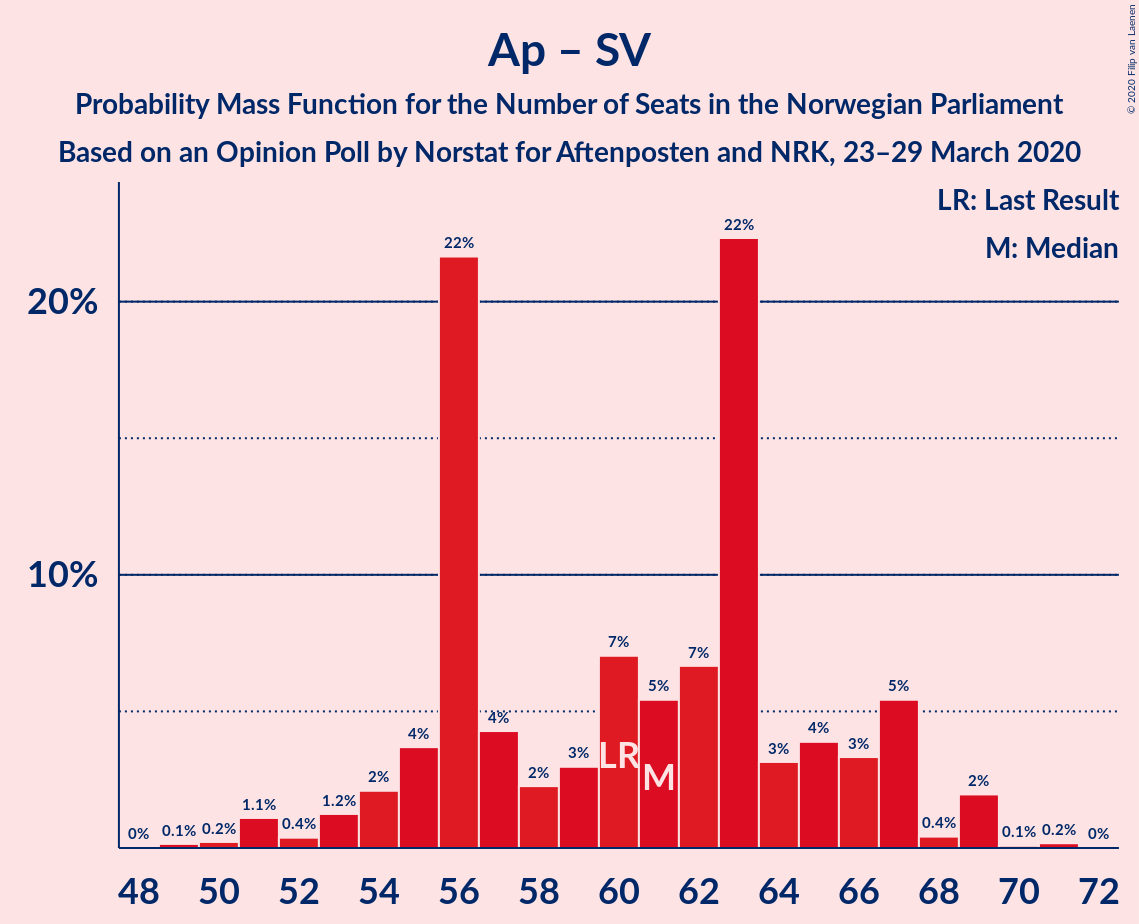 © 2020 Filip van Laenen
Ap – SV
Probability Mass Function for the Number of Seats in the Norwegian Parliament
Based on an Opinion Poll by Norstat for Aftenposten and NRK, 23–29 March 2020
LR: Last Result
M: Median
20%
10%
0% 0.1% 0.2% 1.1% 0.4% 1.2% 2% 4% 22% 4% 2% 3% 7% 5% 7% 22% 3% 4% 3% 5% 0.4% 2% 0.1% 0.2% 0%
LR M
48 50 52 54 56 58 60 62 64 66 68 70 72